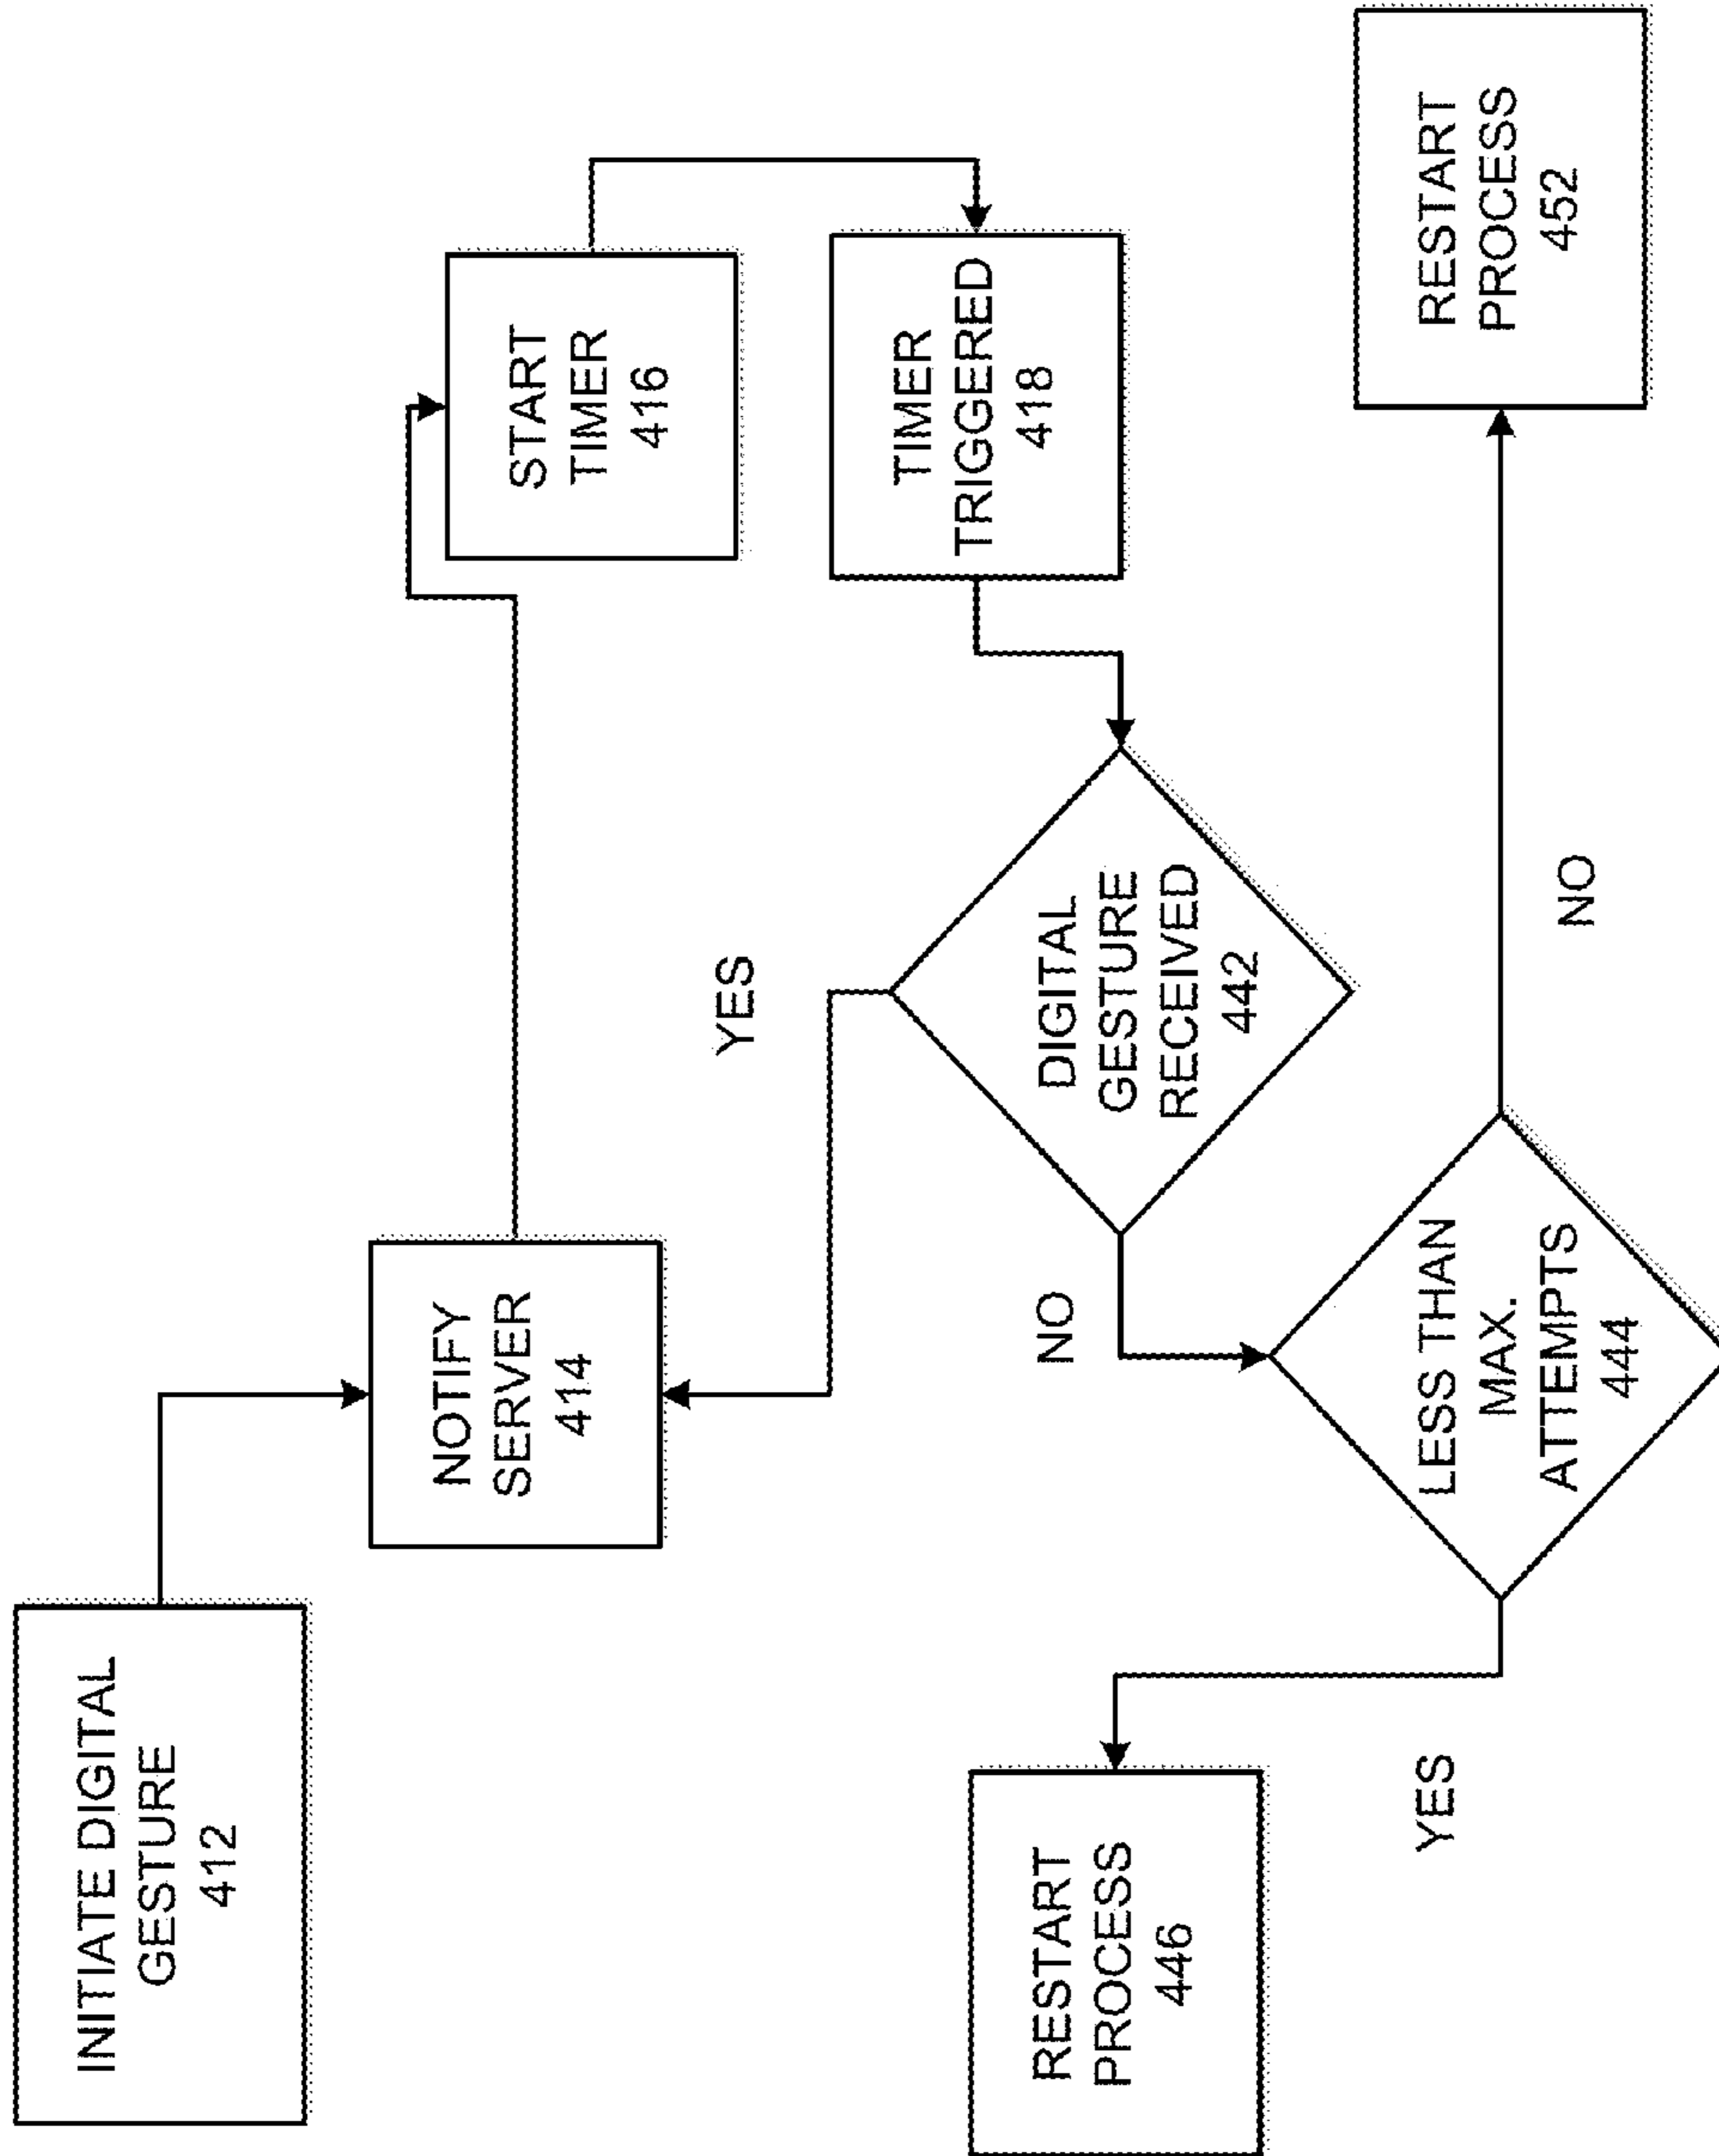 INITIATE DIGITAL
GESTURE
412
NOTIFY
SERVER
414
START
TIMER
416
TIMER
TRIGGERED
418
YES
DIGITAL
GESTURE
RECEIVED
442
NO
LESS THAN
MAX.
ATTEMPTS
444
YES
RESTART
PROCESS
446
NO
RESTART
PROCESS
452